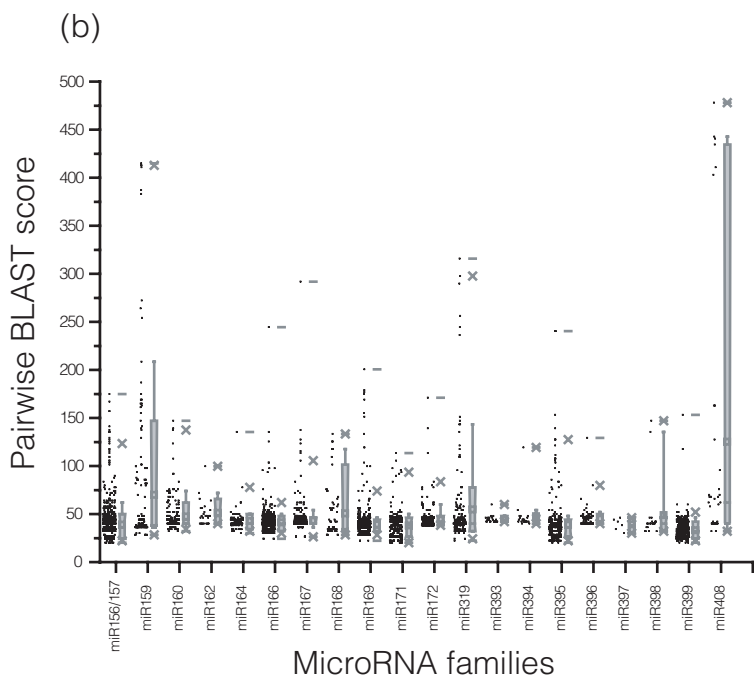 (b)
Pairwise BLAST score
500
450
400
350
300
250
200
150
100
50
0
miR156/157
miR159
miR160
miR162
miR164
miR166
miR167
miR168
miR169
miR171
miR172
miR319
miR393
miR394
miR395
miR396
miR397
miR398
miR399
miR408
MicroRNA families